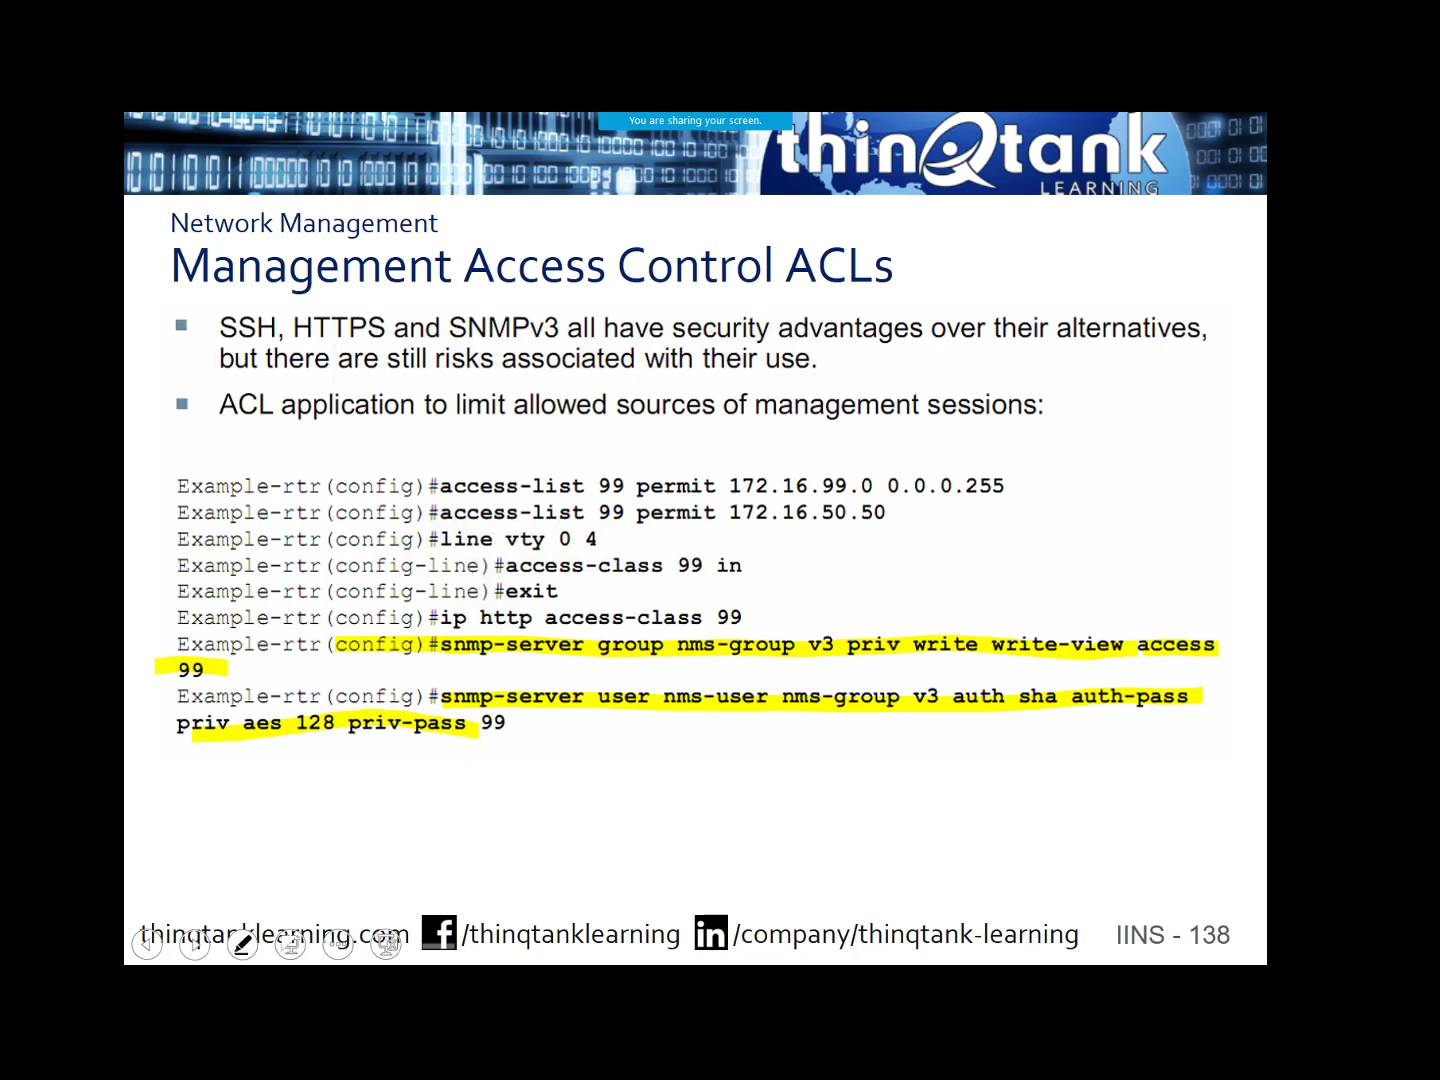 You are sharing your screen.
thinQtank
LEARNING
Network Management
Management Access Control ACLs
SSH, HTTPS and SNMPv3 all have security advantages over their alternatives,
but there are still risks associated with their use.
ACL application to limit allowed sources of management sessions:
Example-rtr(config)#access-list 99 permit 172.16.99.0 0.0.0.255
Example-rtr(config)#access-list 99 permit 172.16.50.50
Example-rtr(config)#line vty 0 4
Example-rtr(config-line)#access-class 99 in
Example-rtr(config-line)#exit
Example-rtr(config)#ip http access-class 99
Example-rtr(config)#snmp-server group nms-group v3 priv write write-view access
99
Example-rtr(config)#snmp-server user nms-user nms-group v3 auth sha auth-pass
priv aes 128 priv-pass 99
thinqtanklearning.com f /thinqtanklearning in /company/thinqtank-learning IINS - 138